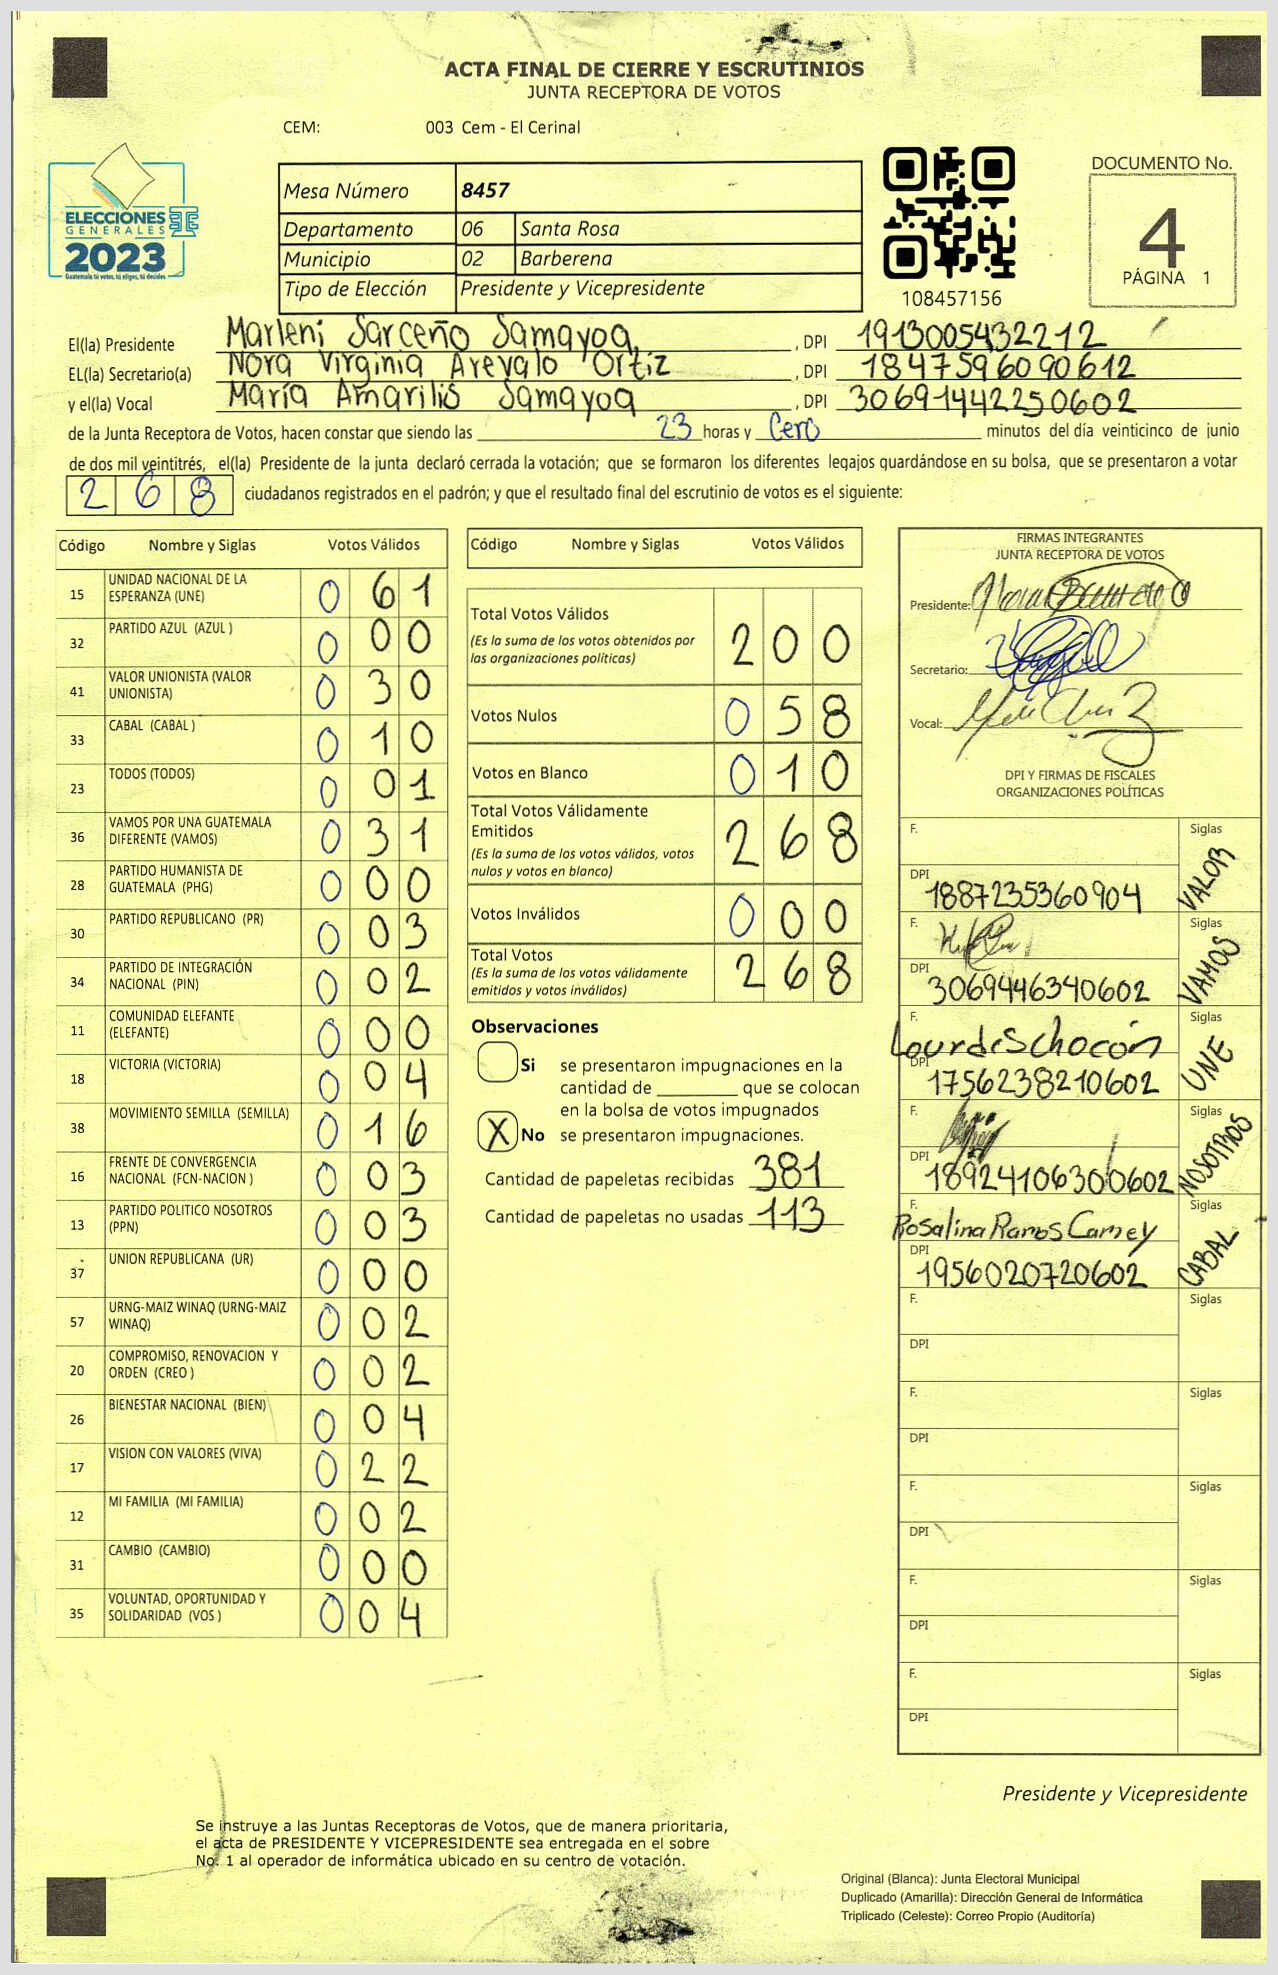 ACTA FINAL DE CIERRE Y ESCRUTINIOS
JUNTA RECEPTORA DE VOTOS
CEM: 003 Cem - El Cerinal
ELECCIONES
GENERALES
2023
Guatemala tú votas, tú eliges, tú decides
Mesa Número 8457
Departamento 06 Santa Rosa
Municipio 02 Barberena
Tipo de Elección Presidente y Vicepresidente
108457156
DOCUMENTO No.
4
PÁGINA 1
El(la) Presidente Marleni Sarceño Samayoa, DPI 1913005432212
EL(la) Secretario(a) Nora Virginia Arevalo Ortiz, DPI 1847596090612
y el(la) Vocal María Amarilis Samayoa, DPI 30691442250602
de la Junta Receptora de Votos, hacen constar que siendo las 23 horas y Cero minutos del día veinticinco de junio
de dos mil veintitrés, el(la) Presidente de la junta declaró cerrada la votación; que se formaron los diferentes legajos guardándose en su bolsa, que se presentaron a votar
268 ciudadanos registrados en el padrón; y que el resultado final del escrutinio de votos es el siguiente:
Código Nombre y Siglas Votos Válidos
15 UNIDAD NACIONAL DE LA ESPERANZA (UNE) 0 6 1
32 PARTIDO AZUL (AZUL ) 0 0 0
41 VALOR UNIONISTA (VALOR UNIONISTA) 0 3 0
33 CABAL (CABAL ) 0 1 0
23 TODOS (TODOS) 0 0 1
36 VAMOS POR UNA GUATEMALA DIFERENTE (VAMOS) 0 3 1
28 PARTIDO HUMANISTA DE GUATEMALA (PHG) 0 0 0
30 PARTIDO REPUBLICANO (PR) 0 0 3
34 PARTIDO DE INTEGRACIÓN NACIONAL (PIN) 0 0 2
11 COMUNIDAD ELEFANTE (ELEFANTE) 0 0 0
18 VICTORIA (VICTORIA) 0 0 4
38 MOVIMIENTO SEMILLA (SEMILLA) 0 1 6
16 FRENTE DE CONVERGENCIA NACIONAL (FCN-NACION ) 0 0 3
13 PARTIDO POLITICO NOSOTROS (PPN) 0 0 3
37 UNION REPUBLICANA (UR) 0 0 0
57 URNG-MAIZ WINAQ (URNG-MAIZ WINAQ) 0 0 2
20 COMPROMISO, RENOVACION Y ORDEN (CREO ) 0 0 2
26 BIENESTAR NACIONAL (BIEN) 0 0 4
17 VISION CON VALORES (VIVA) 0 2 2
12 MI FAMILIA (MI FAMILIA) 0 0 2
31 CAMBIO (CAMBIO) 0 0 0
35 VOLUNTAD, OPORTUNIDAD Y SOLIDARIDAD (VOS ) 0 0 4
Código Nombre y Siglas Votos Válidos
Total Votos Válidos 2 0 0
(Es la suma de los votos obtenidos por
las organizaciones políticas)
Votos Nulos 0 5 8
Votos en Blanco 0 1 0
Total Votos Válidamente
Emitidos 2 6 8
(Es la suma de los votos válidos, votos
nulos y votos en blanco)
Votos Inválidos 0 0 0
Total Votos 2 6 8
(Es la suma de los votos válidamente
emitidos y votos inválidos)
Observaciones
Si se presentaron impugnaciones en la
cantidad de ________ que se colocan
en la bolsa de votos impugnados
X No se presentaron impugnaciones.
Cantidad de papeletas recibidas 381
Cantidad de papeletas no usadas 113
FIRMAS INTEGRANTES
JUNTA RECEPTORA DE VOTOS
Presidente:
Secretario:
Vocal:
DPI Y FIRMAS DE FISCALES
ORGANIZACIONES POLÍTICAS
F. Siglas VALOR
DPI 1887235360904
F. Siglas VAMOS
DPI 3069446340602
F. Lourdes Chocón Siglas UNE
DPI 1756238210602
F. Siglas NOSOTROS
DPI 1892410630602
F. Rosalina Ramos Camey Siglas CABAL
DPI 1956020720602
F. Siglas
DPI
F. Siglas
DPI
F. Siglas
DPI
F. Siglas
DPI
F. Siglas
DPI
Presidente y Vicepresidente
Se instruye a las Juntas Receptoras de Votos, que de manera prioritaria,
el acta de PRESIDENTE Y VICEPRESIDENTE sea entregada en el sobre
No. 1 al operador de informática ubicado en su centro de votación.
Original (Blanca): Junta Electoral Municipal
Duplicado (Amarilla): Dirección General de Informática
Triplicado (Celeste): Correo Propio (Auditoría)